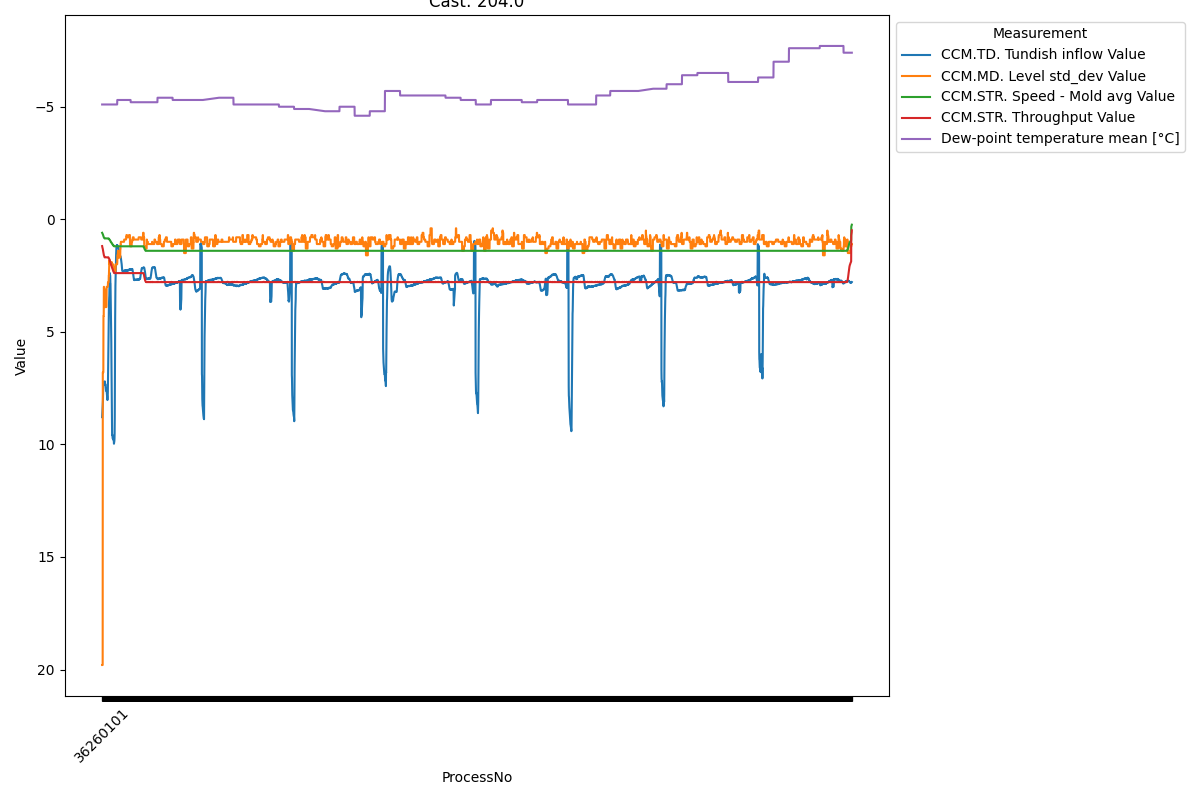 Cast: 204.0
Measurement
CCM.TD. Tundish inflow Value
CCM.MD. Level std_dev Value
CCM.STR. Speed - Mold avg Value
CCM.STR. Throughput Value
Dew-point temperature mean [°C]
−5
0
5
10
15
20
Value
36260101
ProcessNo